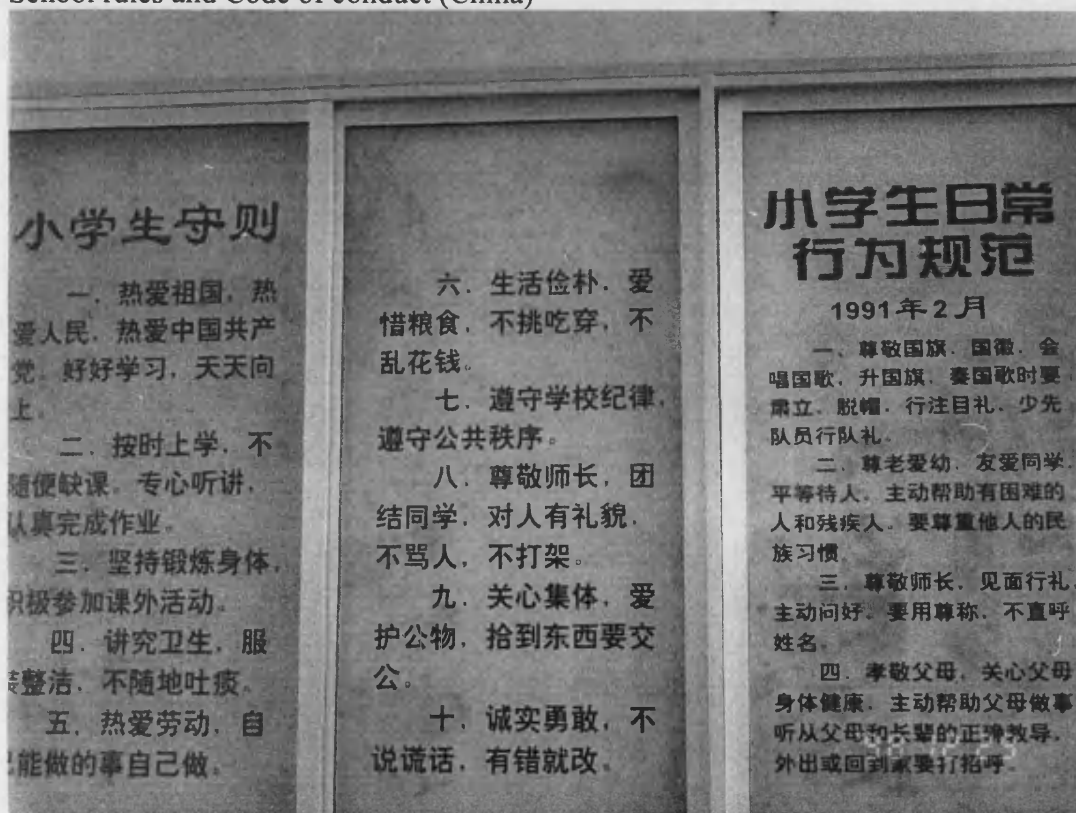 School rules and Code of conduct (China)
小学生守则
一．热爱祖国，热
爱人民，热爱中国共产
党．好好学习，天天向
上．
二．按时上学，不
随便缺课．专心听讲，
认真完成作业。
三．坚持锻炼身体，
积极参加课外活动．
四．讲究卫生，服
装整洁．不随地吐痰。
五．热爱劳动，自
己能做的事自己做．
六．生活俭朴，爱
惜粮食，不挑吃穿，不
乱花钱。
七．遵守学校纪律，
遵守公共秩序。
八．尊敬师长，团
结同学，对人有礼貌．
不骂人，不打架。
九．关心集体，爱
护公物，拾到东西要交
公。
十．诚实勇敢，不
说谎话，有错就改．
小学生日常
行为规范
1991年2月
一、尊敬国旗．国徽．会
唱国歌，升国旗．奏国歌时要
肃立．脱帽．行注目礼．少先
队员行队礼．
二．尊老爱幼．友爱同学．
平等待人．主动帮助有困难的
人和残疾人．要尊重他人的民
族习惯
三．尊敬师长，见面行礼，
主动问好．要用尊称．不直呼
姓名．
四．孝敬父母，关心父母
身体健康，主动帮助父母做事
听从父母和长辈的正确教导，
外出或回到家要打招呼．